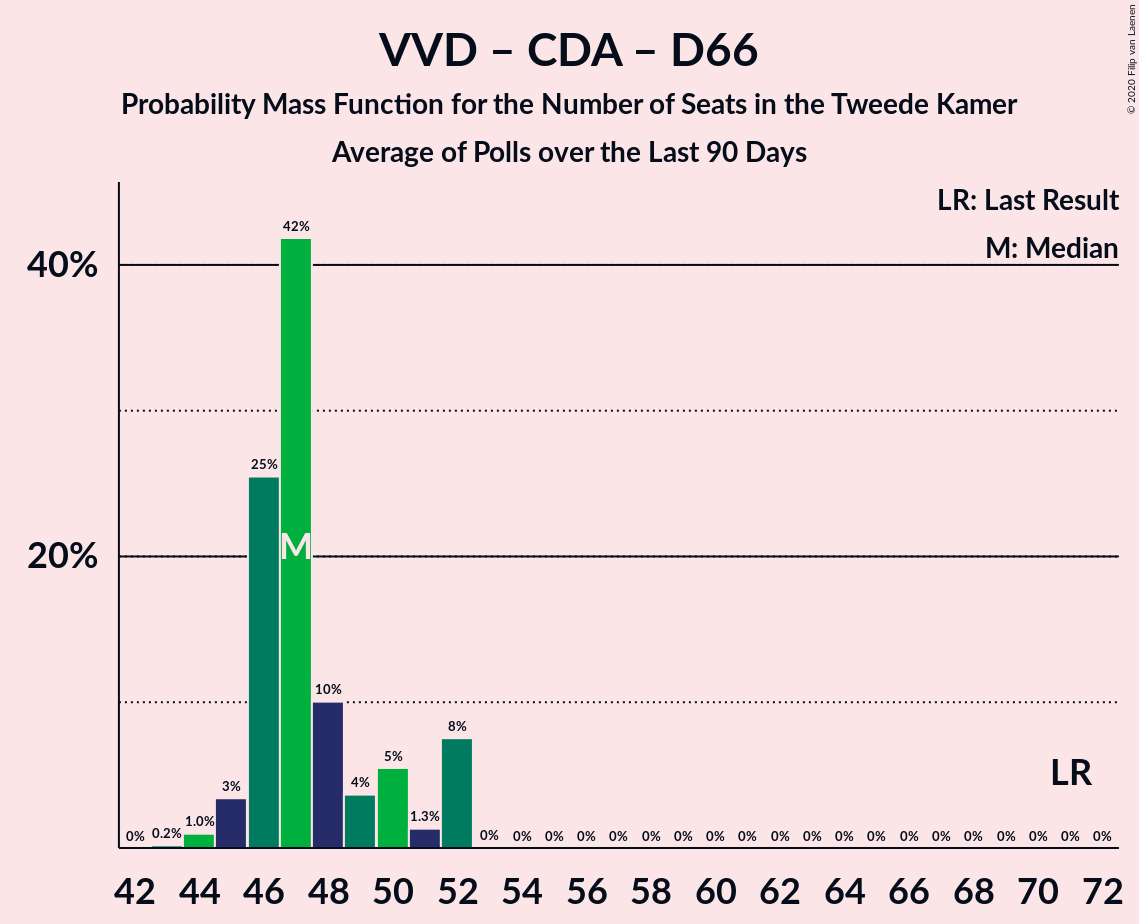 VVD – CDA – D66
Probability Mass Function for the Number of Seats in the Tweede Kamer
Average of Polls over the Last 90 Days
© 2020 Filip van Laenen
LR: Last Result
M: Median
40%
20%
0% 0.2% 1.0% 3% 25% 42% 10% 4% 5% 1.3% 8% 0% 0% 0% 0% 0% 0% 0% 0% 0% 0% 0% 0% 0% 0% 0% 0% 0% 0% 0% 0%
M
LR
42 44 46 48 50 52 54 56 58 60 62 64 66 68 70 72